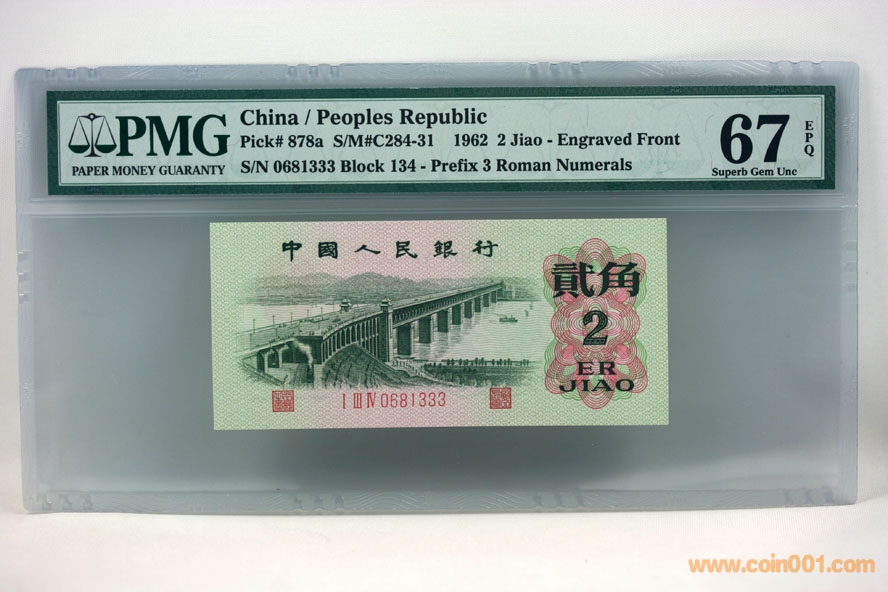 PMG
PAPER MONEY GUARANTY
China / Peoples Republic
Pick# 878a S/M#C284-31 1962 2 Jiao - Engraved Front
S/N 0681333 Block 134 - Prefix 3 Roman Numerals
67
EPQ
Superb Gem Unc
中國人民銀行
貳角
2
ER
JIAO
I III IV 0681333
www.coin001.com